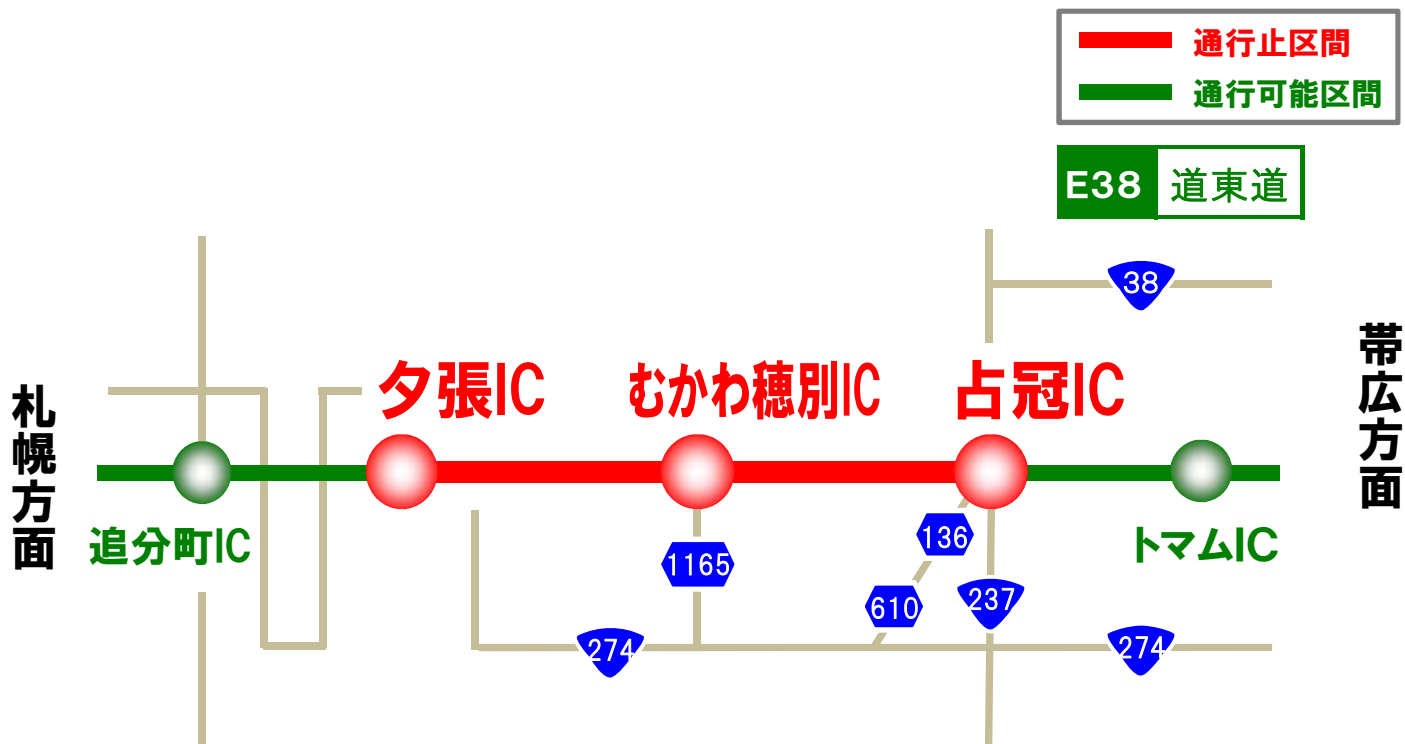 通行止区間
通行可能区間
E38 道東道
38
帯広方面
札幌方面
夕張IC
むかわ穂別IC
占冠IC
追分町IC
トマムIC
136
1165
610
237
274
274